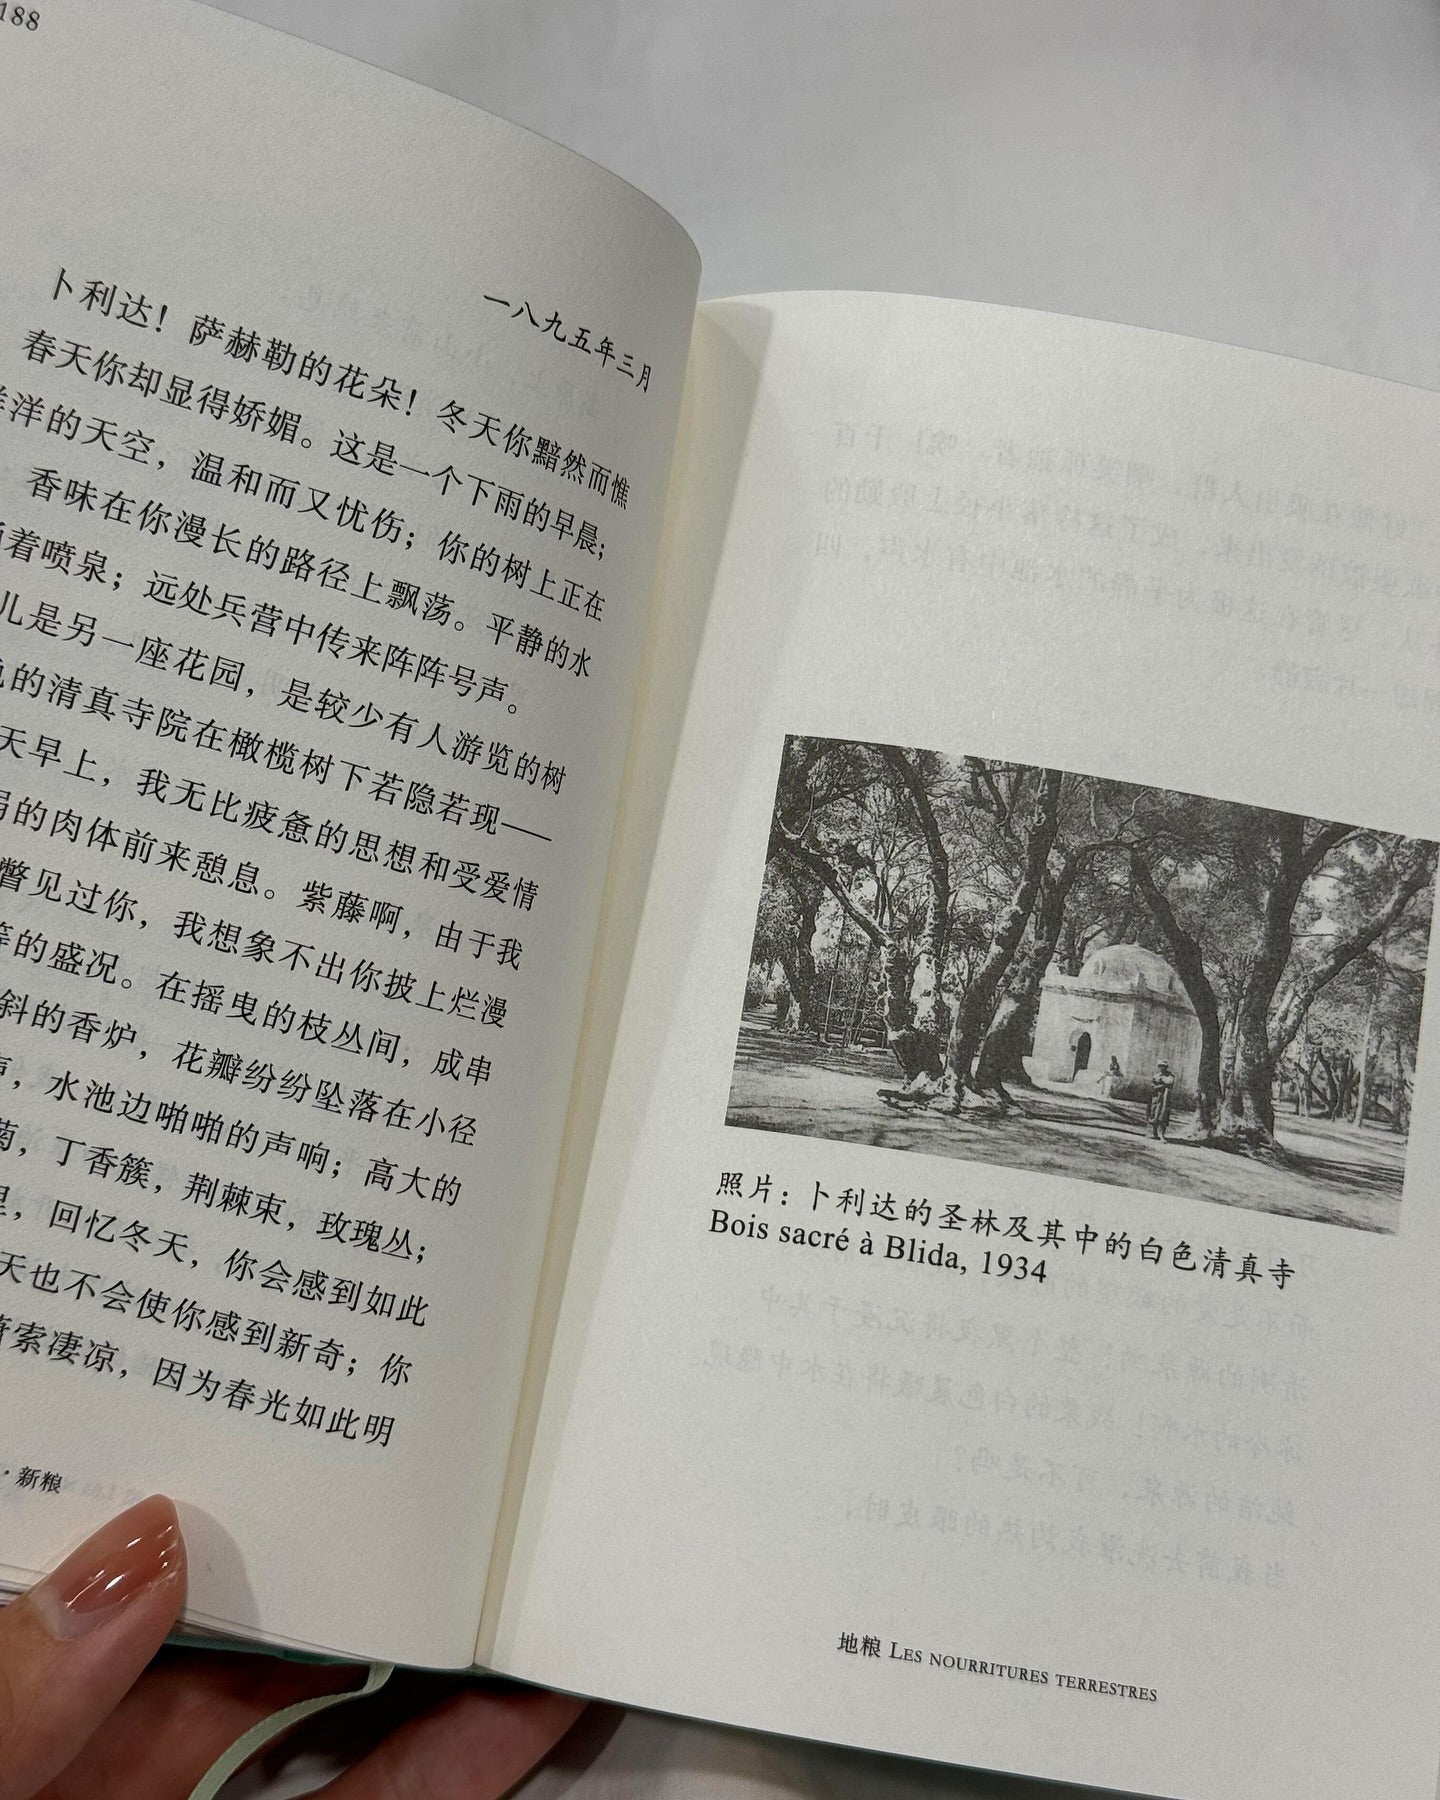 188
一八九五年三月
卜利达！萨赫勒的花朵！冬天你黯然而憔
春天你却显得娇媚。这是一个下雨的早晨；
洋洋的天空，温和而又忧伤；你的树上正在
香味在你漫长的路径上飘荡。平静的水
着喷泉；远处兵营中传来阵阵号声。
儿是另一座花园，是较少有人游览的树
色的清真寺院在橄榄树下若隐若现——
天早上，我无比疲惫的思想和受爱情
的肉体前来憩息。紫藤啊，由于我
瞥见过你，我想象不出你披上烂漫
等的盛况。在摇曳的枝丛间，成串
斜的香炉，花瓣纷纷坠落在小径
声，水池边啪啪的声响；高大的
菊，丁香簇，荆棘束，玫瑰丛；
里，回忆冬天，你会感到如此
天也不会使你感到新奇；你
萧索凄凉，因为春光如此明
·新粮
照片：卜利达的圣林及其中的白色清真寺
Bois sacré à Blida, 1934
地粮 LES NOURRITURES TERRESTRES